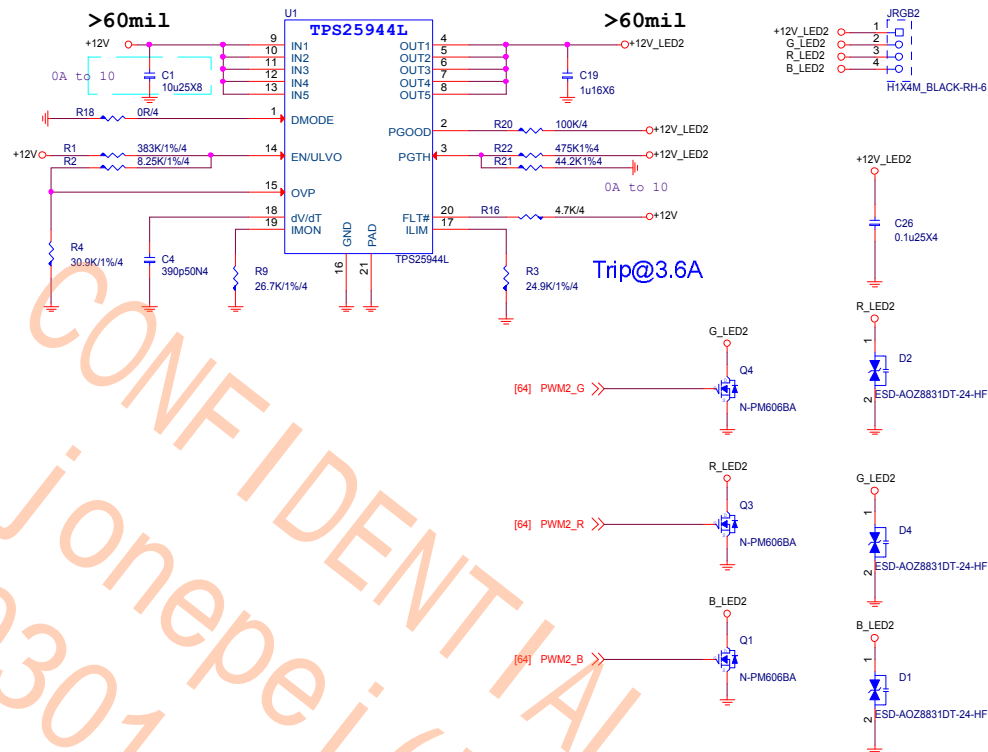 >60mil
U1
TPS25944L
>60mil
JRGB2
+12V
9 IN1
10 IN2
11 IN3
12 IN4
13 IN5
OUT1 4
OUT2 5
OUT3 6
OUT4 7
OUT5 8
+12V_LED2
+12V_LED2 1
G_LED2 2
R_LED2 3
B_LED2 4
H1X4M_BLACK-RH-6
0A to 10
C1
10u25X8
C19
1u16X6
R18 0R/4
1 DMODE
PGOOD 2
R20 100K/4
+12V_LED2
+12V
R1 383K/1%/4
R2 8.25K/1%/4
14 EN/ULVO
PGTH 3
R22 475K1%4
+12V_LED2
R21 44.2K1%4
0A to 10
15 OVP
18 dV/dT
19 IMON
GND
PAD
16
21
FLT# 20
ILIM 17
R16 4.7K/4
+12V
TPS25944L
R4
30.9K/1%/4
C4
390p50N4
R9
26.7K/1%/4
R3
24.9K/1%/4
Trip@3.6A
+12V_LED2
C26
0.1u25X4
G_LED2
[64] PWM2_G
Q4
N-PM606BA
R_LED2
1
D2
2
ESD-AOZ8831DT-24-HF
R_LED2
[64] PWM2_R
Q3
N-PM606BA
G_LED2
1
D4
2
ESD-AOZ8831DT-24-HF
B_LED2
[64] PWM2_B
Q1
N-PM606BA
B_LED2
1
D1
2
ESD-AOZ8831DT-24-HF
CONFIDENTIAL
jonepei(